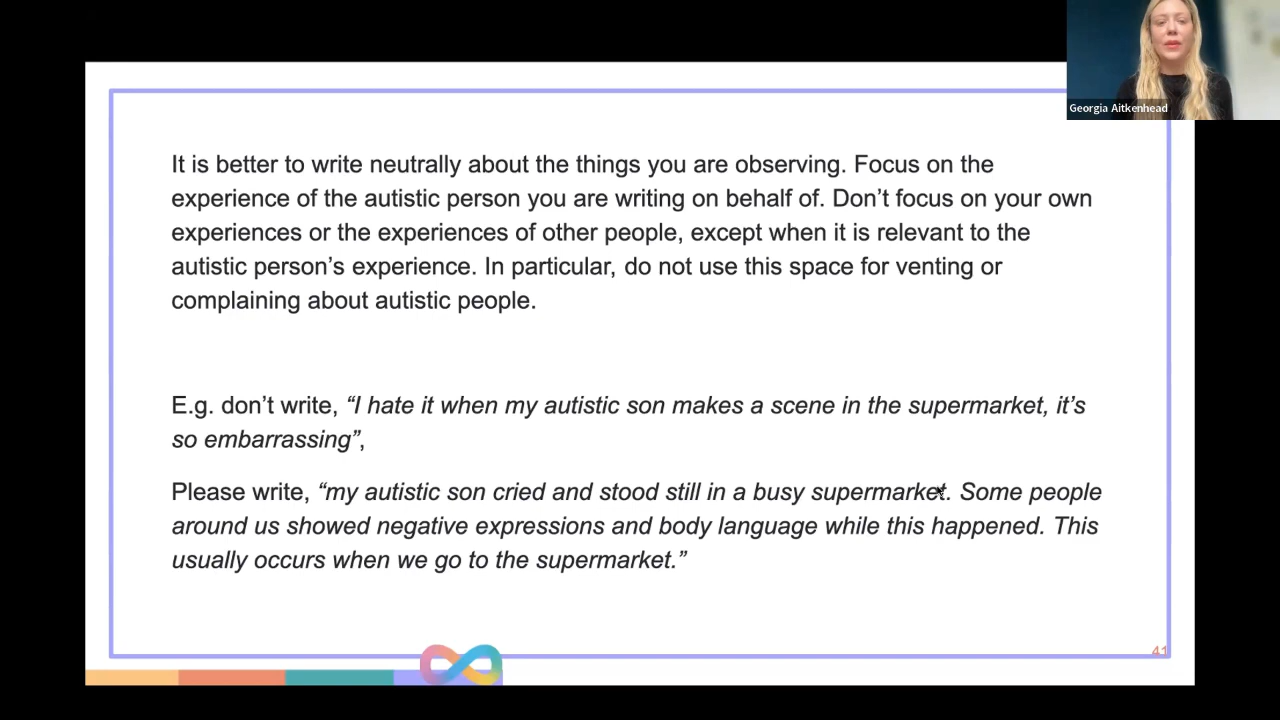 Georgia Aitkenhead
It is better to write neutrally about the things you are observing. Focus on the
experience of the autistic person you are writing on behalf of. Don’t focus on your own
experiences or the experiences of other people, except when it is relevant to the
autistic person’s experience. In particular, do not use this space for venting or
complaining about autistic people.
E.g. don’t write, “I hate it when my autistic son makes a scene in the supermarket, it’s
so embarrassing”,
Please write, “my autistic son cried and stood still in a busy supermarket. Some people
around us showed negative expressions and body language while this happened. This
usually occurs when we go to the supermarket.”
41